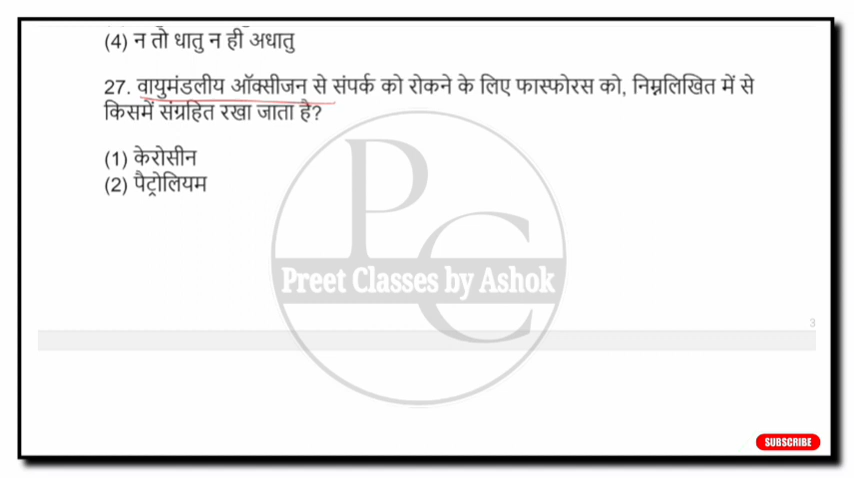 (4) न तो धातु न ही अधातु
27. वायुमंडलीय ऑक्सीजन से संपर्क को रोकने के लिए फास्फोरस को, निम्नलिखित में से
किसमें संग्रहित रखा जाता है?
(1) केरोसीन
(2) पैट्रोलियम
PC
Preet Classes by Ashok
3
SUBSCRIBE